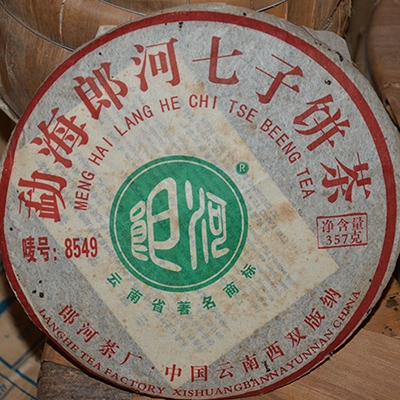 勐海郎河七子饼茶
MENG HAI LANG HE CHI TSE BEENG TEA
唛号：8549
净含量
357克
®
郎河
云南省著名商标
郎河茶厂·中国云南西双版纳
LANGHE TEA FACTORY XISHUANGBANNAYUNNAN CHINA